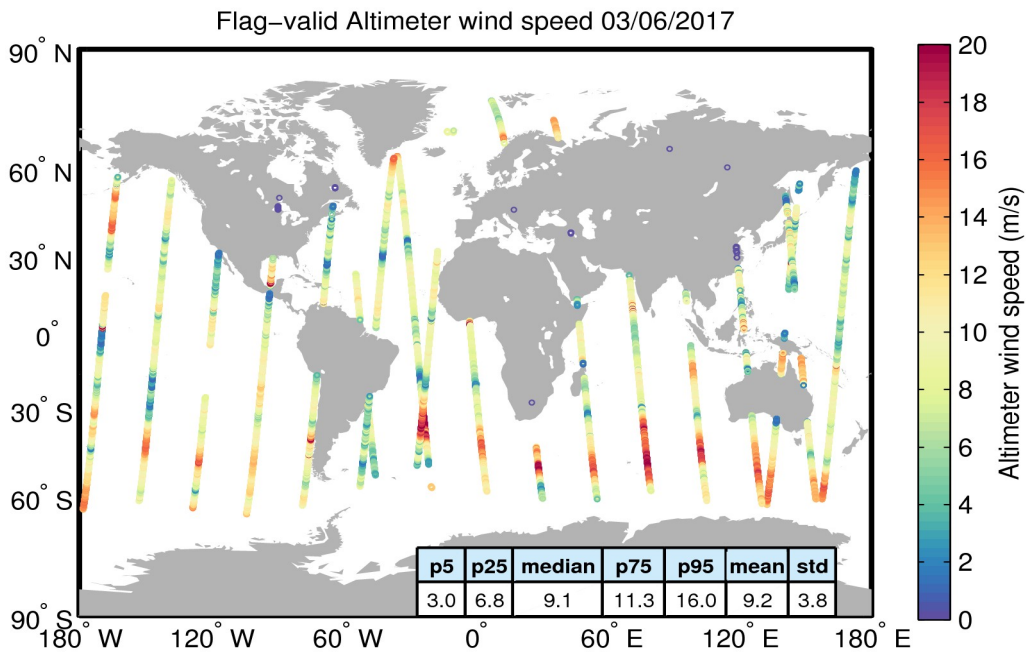 Flag−valid Altimeter wind speed 03/06/2017
90° N
60° N
30° N
0°
30° S
60° S
90° S
180° W
120° W
60° W
0°
60° E
120° E
180° E
p5 p25 median p75 p95 mean std
3.0 6.8 9.1 11.3 16.0 9.2 3.8
20
18
16
14
12
10
8
6
4
2
0
Altimeter wind speed (m/s)